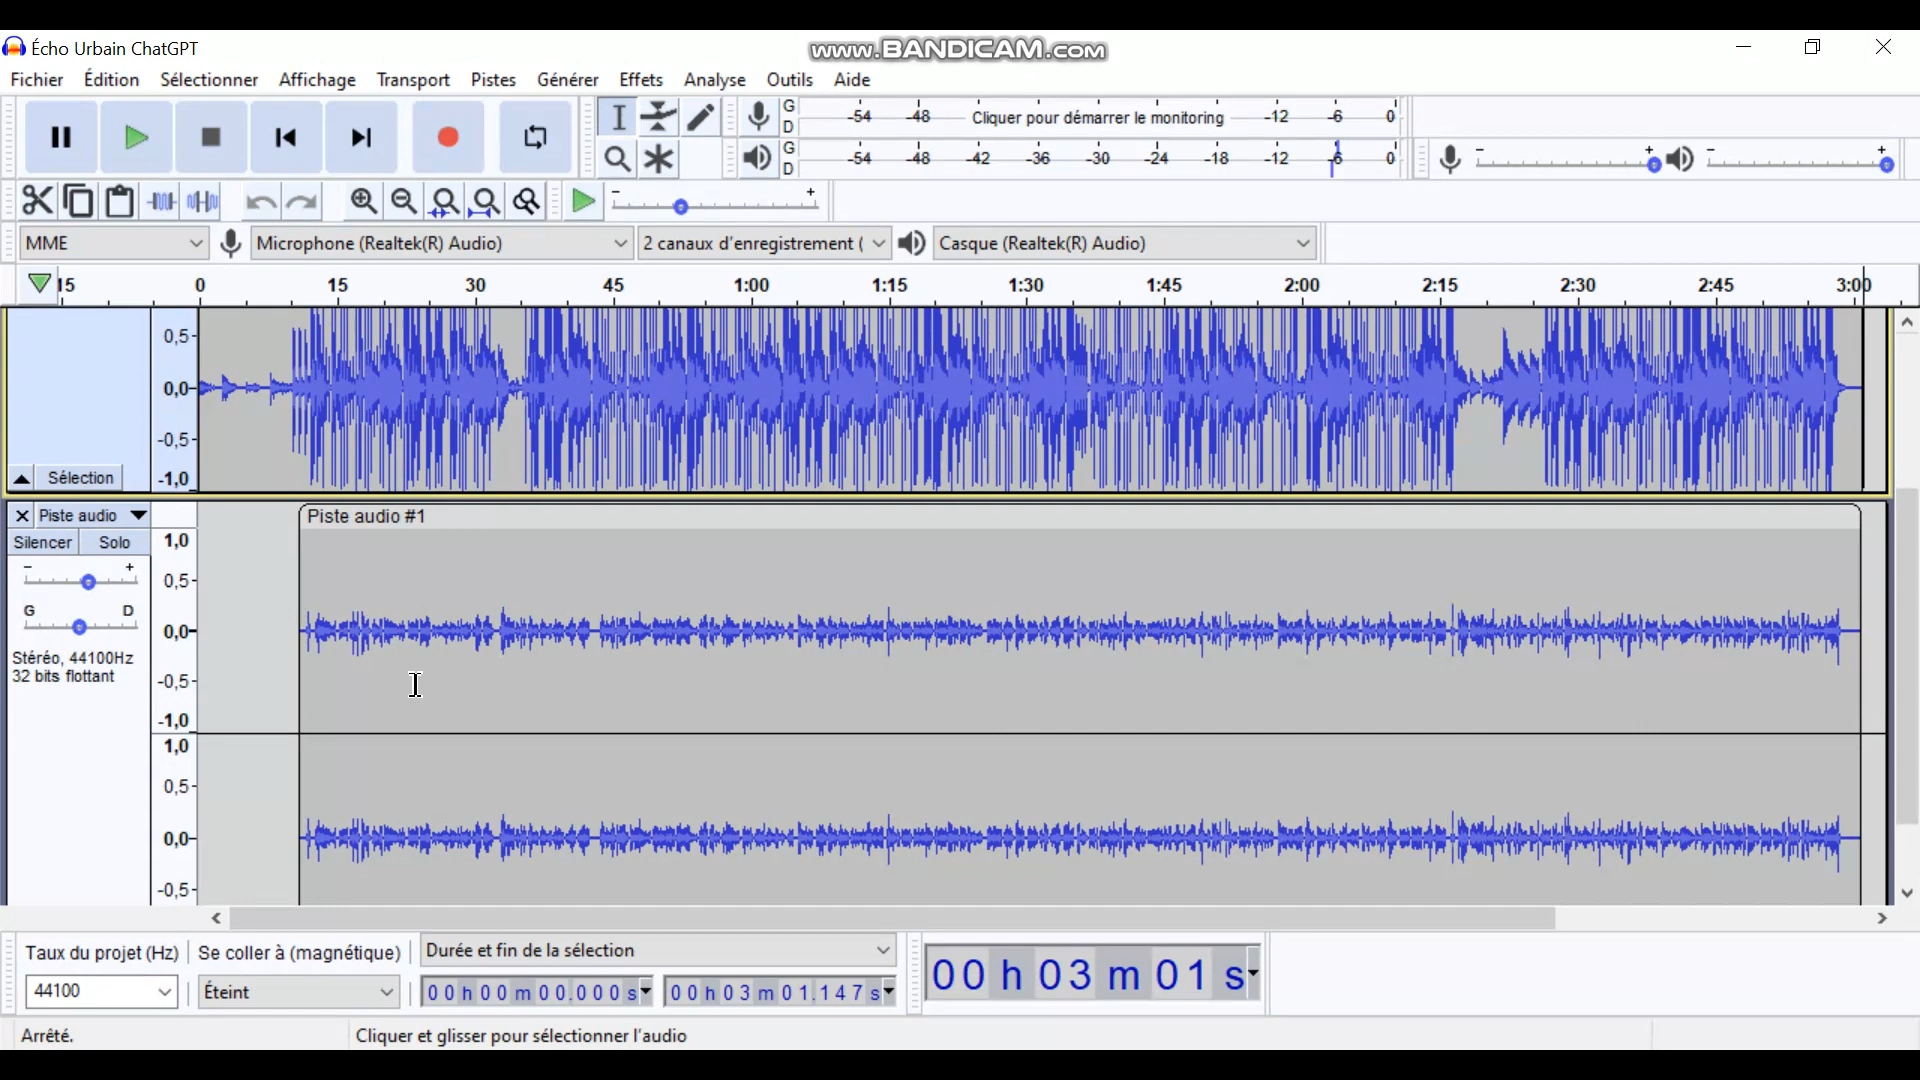 Écho Urbain ChatGPT
www.BANDICAM.com
Fichier Édition Sélectionner Affichage Transport Pistes Générer Effets Analyse Outils Aide
G
D
-54 -48 Cliquer pour démarrer le monitoring -12 -6 0
G
D
-54 -48 -42 -36 -30 -24 -18 -12 -6 0
- +
- +
- +
MME Microphone (Realtek(R) Audio) 2 canaux d'enregistrement ( Casque (Realtek(R) Audio)
15 0 15 30 45 1:00 1:15 1:30 1:45 2:00 2:15 2:30 2:45 3:00
0,5-
0,0-
-0,5-
-1,0
Sélection
Piste audio
Piste audio #1
Silencer Solo
1,0
- +
0,5-
G D
0,0-
Stéréo, 44100Hz
32 bits flottant
-0,5-
-1,0
1,0
0,5-
0,0-
-0,5-
Taux du projet (Hz) Se coller à (magnétique) Durée et fin de la sélection
44100 Éteint 00 h 00 m 00.000 s 00 h 03 m 01.147 s
00 h 03 m 01 s
Arrêté. Cliquer et glisser pour sélectionner l'audio